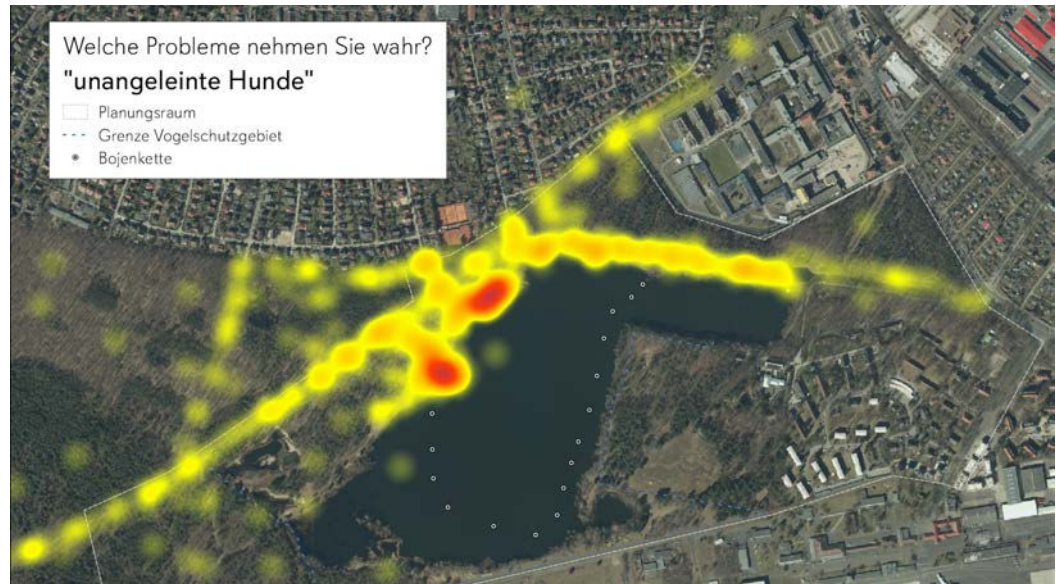 Welche Probleme nehmen Sie wahr?
"unangeleinte Hunde"
Planungsraum
Grenze Vogelschutzgebiet
Bojenkette